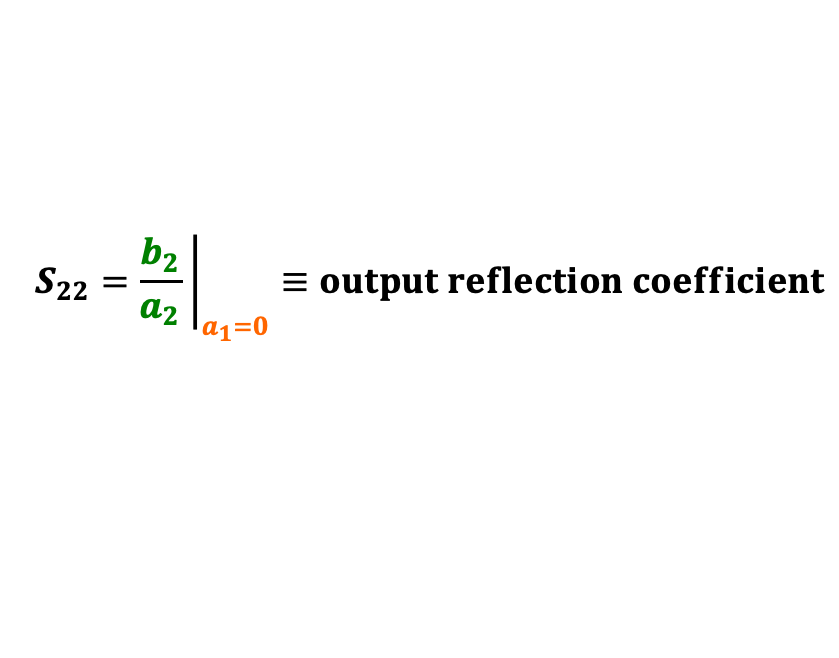 S₂₂ = b₂/a₂ |ₐ₁₌₀ ≡ output reflection coefficient